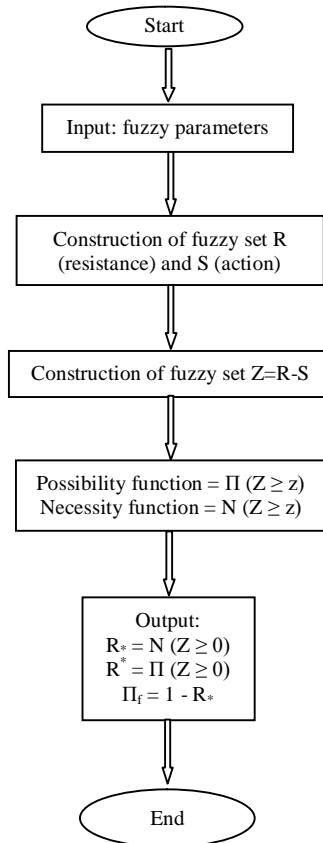 Start
Input: fuzzy parameters
Construction of fuzzy set R
(resistance) and S (action)
Construction of fuzzy set Z=R-S
Possibility function = Π (Z ≥ z)
Necessity function = N (Z ≥ z)
Output:
R* = N (Z ≥ 0)
R* = Π (Z ≥ 0)
Πf = 1 - R*
End